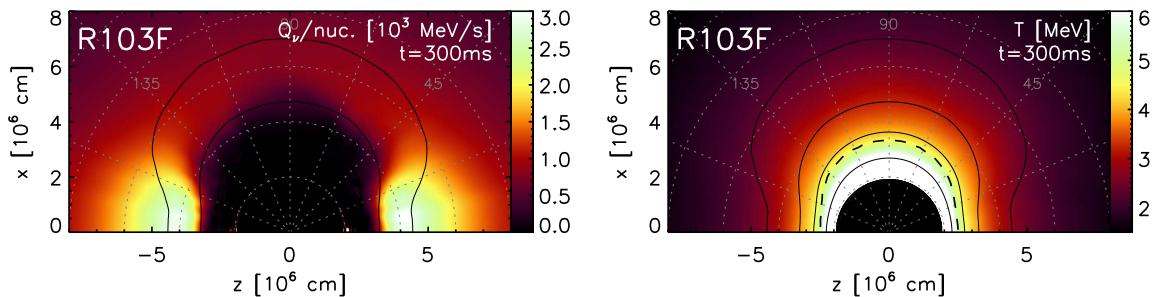 R103F
Q_ν/nuc. [10^3 MeV/s]
t=300ms
90
135
45
8
6
4
2
0
x [10^6 cm]
−5 0 5
z [10^6 cm]
3.0
2.5
2.0
1.5
1.0
0.5
0.0
R103F
T [MeV]
t=300ms
90
135
45
8
6
4
2
0
x [10^6 cm]
−5 0 5
z [10^6 cm]
6
5
4
3
2